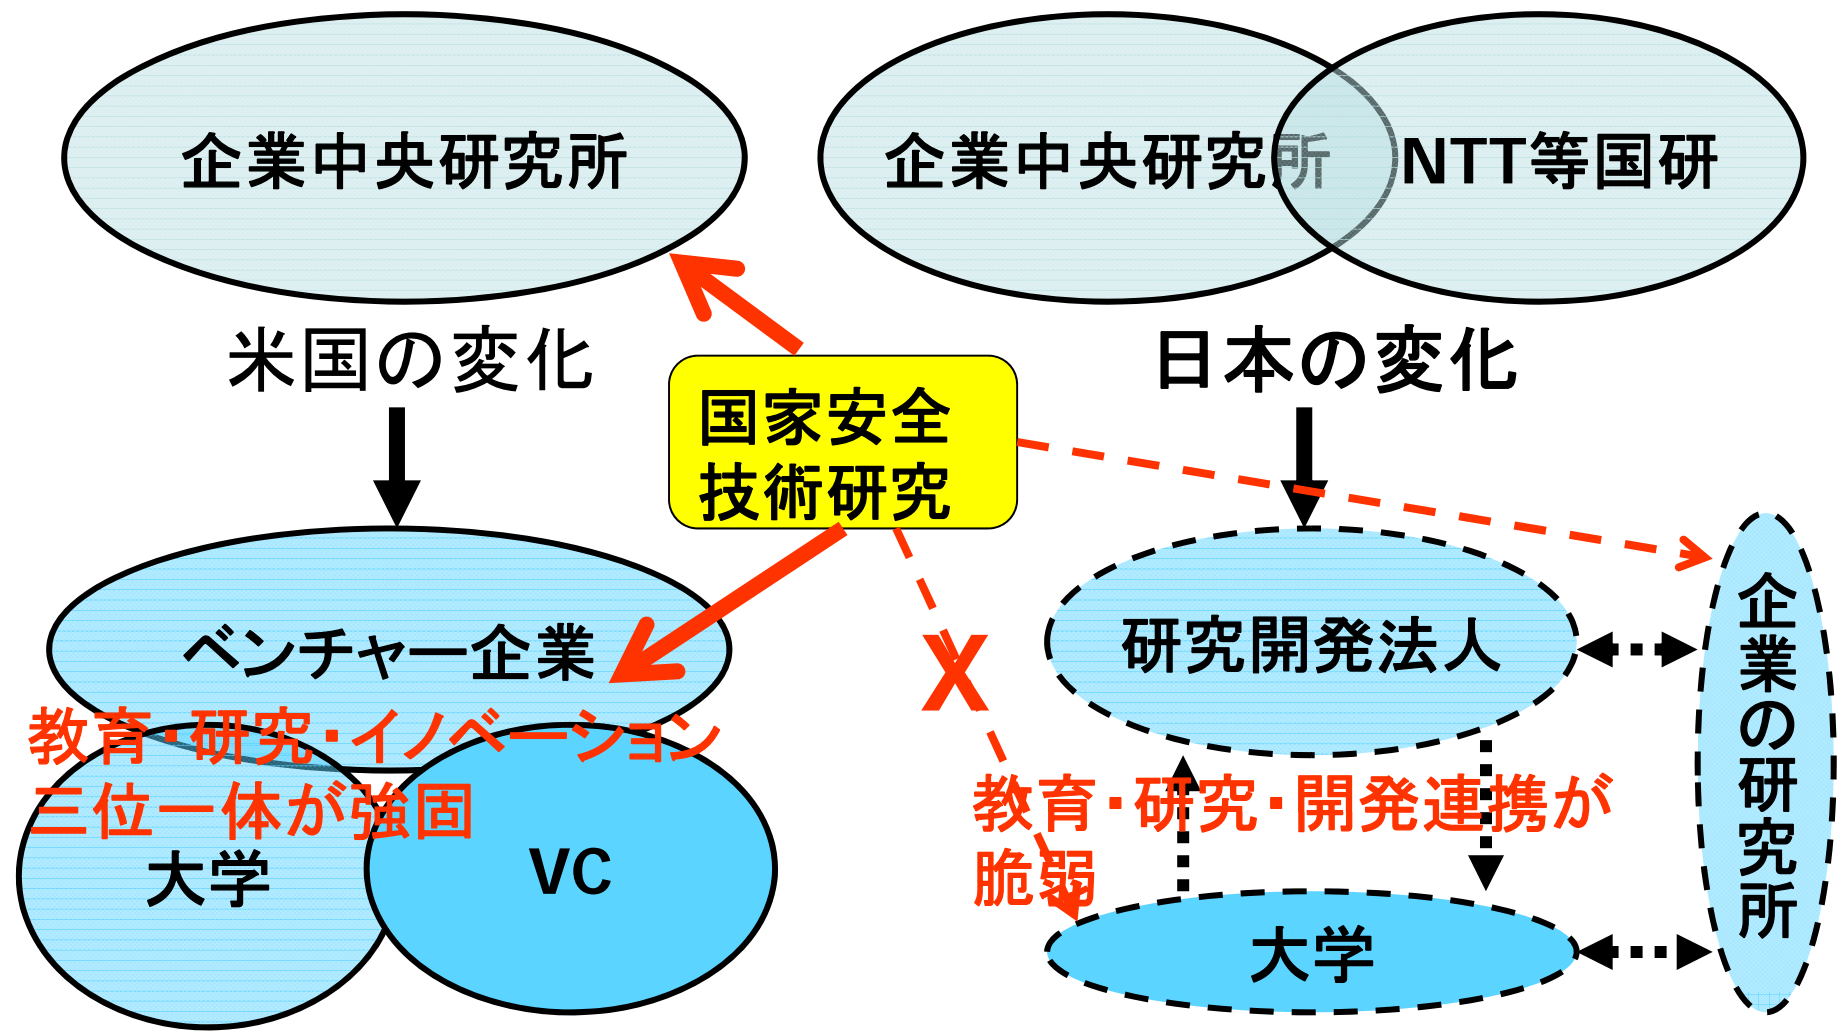 企業中央研究所
企業中央研究所
NTT等国研
米国の変化
日本の変化
国家安全
技術研究
ベンチャー企業
教育・研究・イノベーション
三位一体が強固
大学
VC
X
研究開発法人
教育・研究・開発連携が
脆弱
大学
企業の研究所